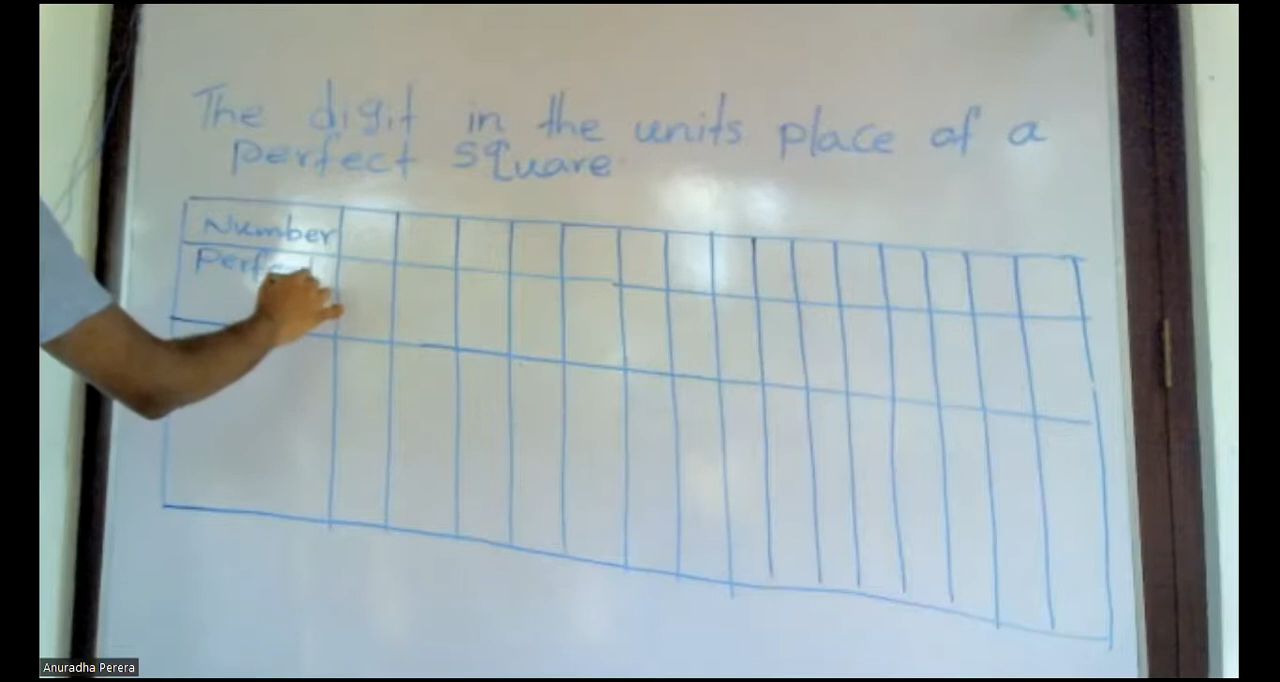 The digit in the units place of a
perfect square
Number
Anuradha Perera